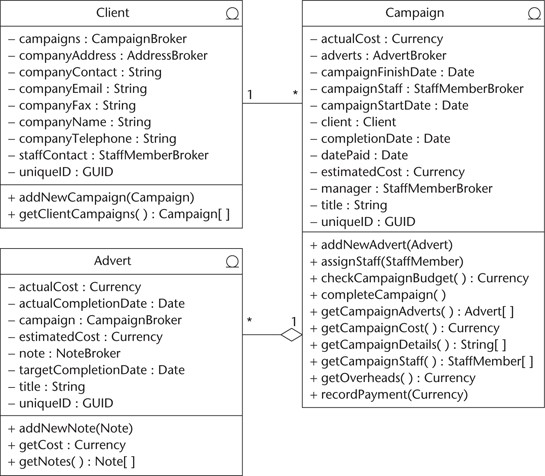 Client
– campaigns : CampaignBroker
– companyAddress : AddressBroker
– companyContact : String
– companyEmail : String
– companyFax : String
– companyName : String
– companyTelephone : String
– staffContact : StaffMemberBroker
– uniqueID : GUID
+ addNewCampaign(Campaign)
+ getClientCampaigns( ) : Campaign[ ]
1
*
Campaign
– actualCost : Currency
– adverts : AdvertBroker
– campaignFinishDate : Date
– campaignStaff : StaffMemberBroker
– campaignStartDate : Date
– client : Client
– completionDate : Date
– datePaid : Date
– estimatedCost : Currency
– manager : StaffMemberBroker
– title : String
– uniqueID : GUID
+ addNewAdvert(Advert)
+ assignStaff(StaffMember)
+ checkCampaignBudget( ) : Currency
+ completeCampaign( )
+ getCampaignAdverts( ) : Advert[ ]
+ getCampaignCost( ) : Currency
+ getCampaignDetails( ) : String[ ]
+ getCampaignStaff( ) : StaffMember[ ]
+ getOverheads( ) : Currency
+ recordPayment(Currency)
Advert
– actualCost : Currency
– actualCompletionDate : Date
– campaign : CampaignBroker
– estimatedCost : Currency
– note : NoteBroker
– targetCompletionDate : Date
– title : String
– uniqueID : GUID
+ addNewNote(Note)
+ getCost : Currency
+ getNotes( ) : Note[ ]
*
1